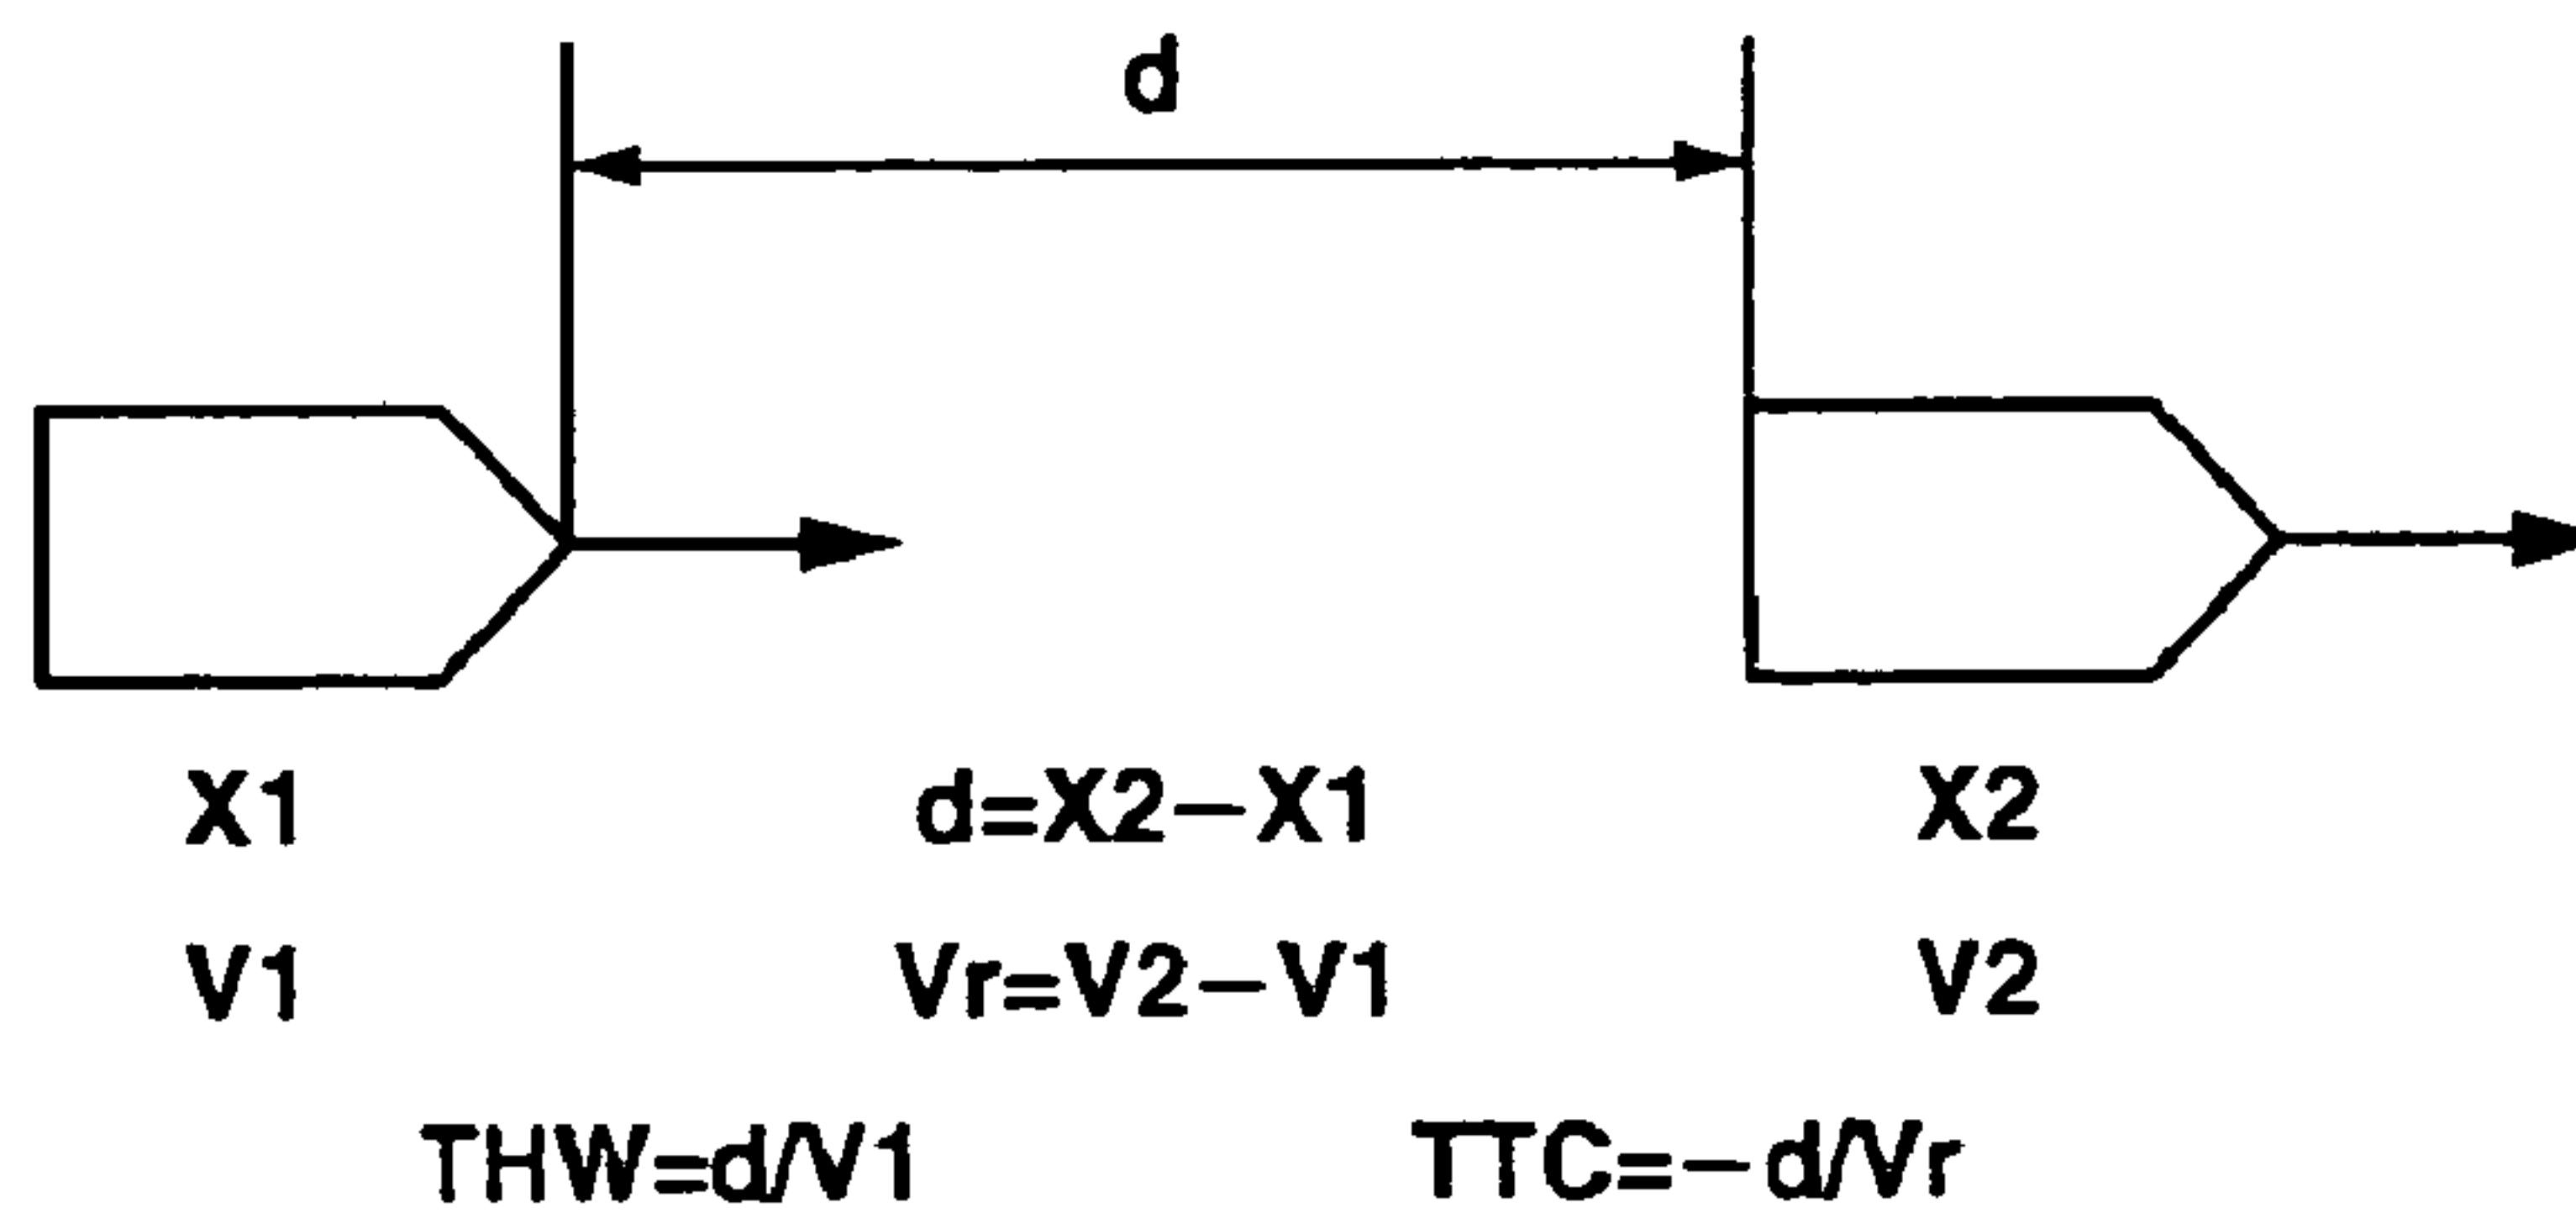 d
X1 d=X2−X1 X2
V1 Vr=V2−V1 V2
THW=d/V1 TTC=−d/Vr